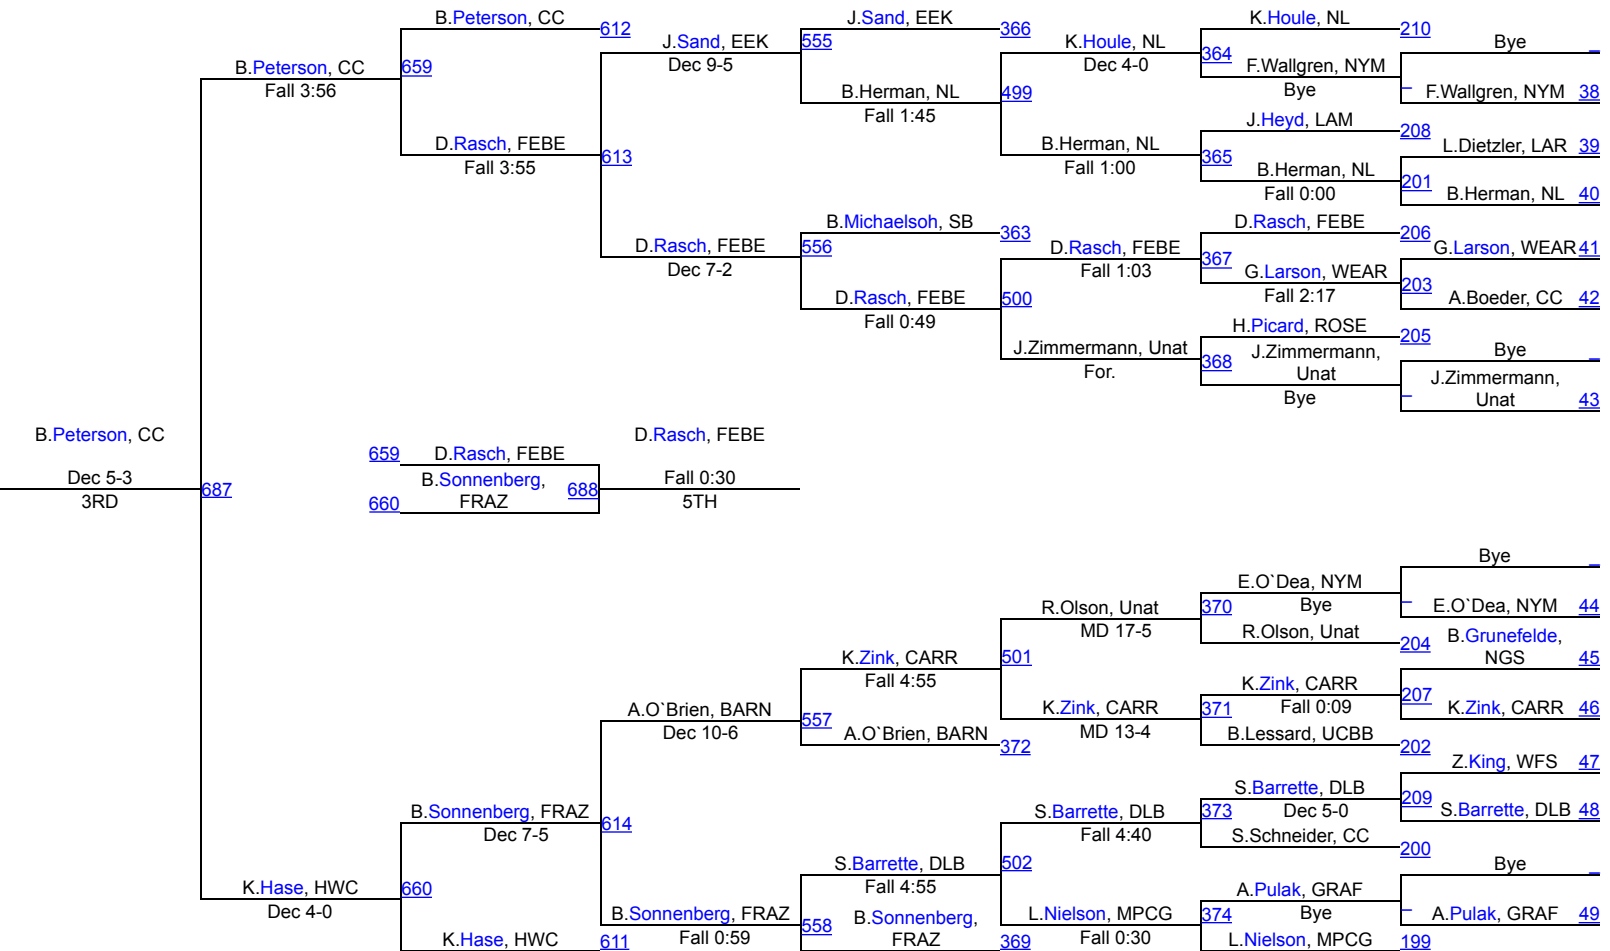 B.Peterson, CC
612
J.Sand, EEK
366
K.Houle, NL
210
Bye
J.Sand, EEK
555
K.Houle, NL
364
Dec 9-5
Dec 4-0
F.Wallgren, NYM
Bye
B.Peterson, CC
659
Fall 3:56
B.Herman, NL
499
F.Wallgren, NYM 38
Fall 1:45
J.Heyd, LAM
208
D.Rasch, FEBE
613
B.Herman, NL
365
L.Dietzler, LAR 39
Fall 3:55
Fall 1:00
B.Herman, NL
201
Fall 0:00
B.Herman, NL 40
B.Michaelsoh, SB
363
D.Rasch, FEBE
206
D.Rasch, FEBE
556
D.Rasch, FEBE
367
G.Larson, WEAR 41
Dec 7-2
Fall 1:03
G.Larson, WEAR
203
Fall 2:17
D.Rasch, FEBE
500
A.Boeder, CC 42
Fall 0:49
H.Picard, ROSE
205
J.Zimmermann, Unat
368
J.Zimmermann,
Unat
Bye
For.
Bye
J.Zimmermann,
Unat 43
B.Peterson, CC
D.Rasch, FEBE
659
D.Rasch, FEBE
Dec 5-3
3RD
687
B.Sonnenberg,
FRAZ
660
688
Fall 0:30
5TH
Bye
E.O`Dea, NYM
Bye
R.Olson, Unat
370
E.O`Dea, NYM 44
MD 17-5
R.Olson, Unat
204
B.Grunefelde,
NGS 45
K.Zink, CARR
501
Fall 4:55
K.Zink, CARR
207
Fall 0:09
A.O`Brien, BARN
557
K.Zink, CARR
371
K.Zink, CARR 46
Dec 10-6
A.O`Brien, BARN
372
MD 13-4
B.Lessard, UCBB
202
Z.King, WFS 47
S.Barrette, DLB
209
B.Sonnenberg, FRAZ
614
S.Barrette, DLB
373
Dec 5-0
S.Barrette, DLB 48
Dec 7-5
Fall 4:40
S.Schneider, CC
200
S.Barrette, DLB
502
Bye
Fall 4:55
K.Hase, HWC
660
A.Pulak, GRAF
Dec 4-0
B.Sonnenberg, FRAZ
558
B.Sonnenberg,
FRAZ
L.Nielson, MPCG
374
Bye
A.Pulak, GRAF 49
K.Hase, HWC
611
Fall 0:59
369
Fall 0:30
L.Nielson, MPCG
199